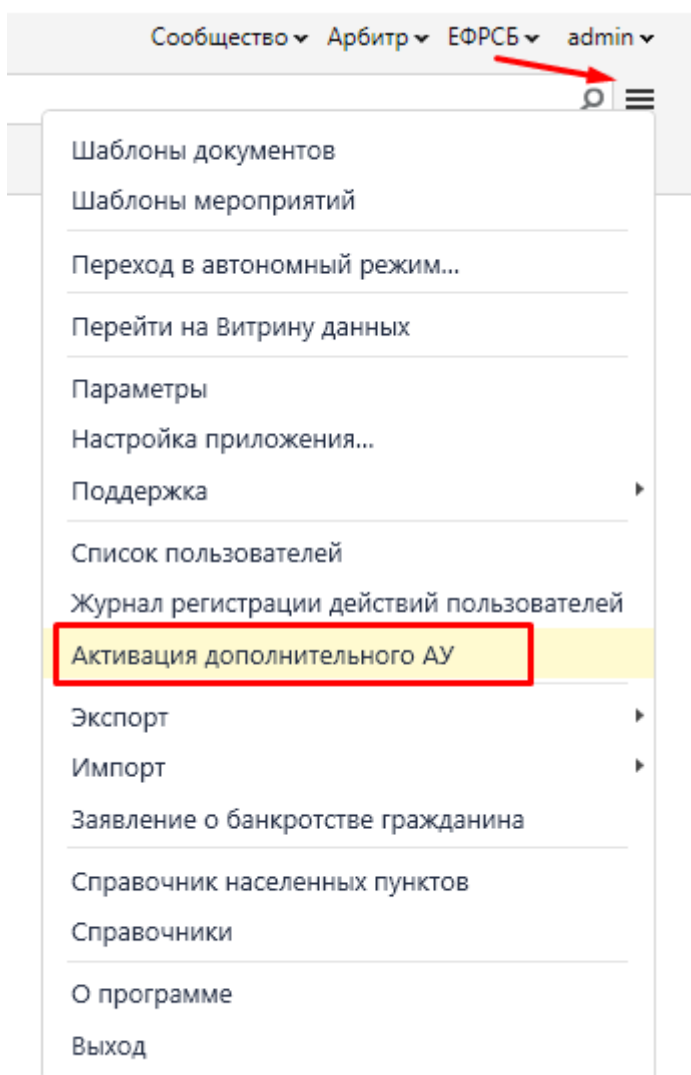 Сообщество Арбитр ЕФРСБ admin
Шаблоны документов
Шаблоны мероприятий
Переход в автономный режим...
Перейти на Витрину данных
Параметры
Настройка приложения...
Поддержка
Список пользователей
Журнал регистрации действий пользователей
Активация дополнительного АУ
Экспорт
Импорт
Заявление о банкротстве гражданина
Справочник населенных пунктов
Справочники
О программе
Выход